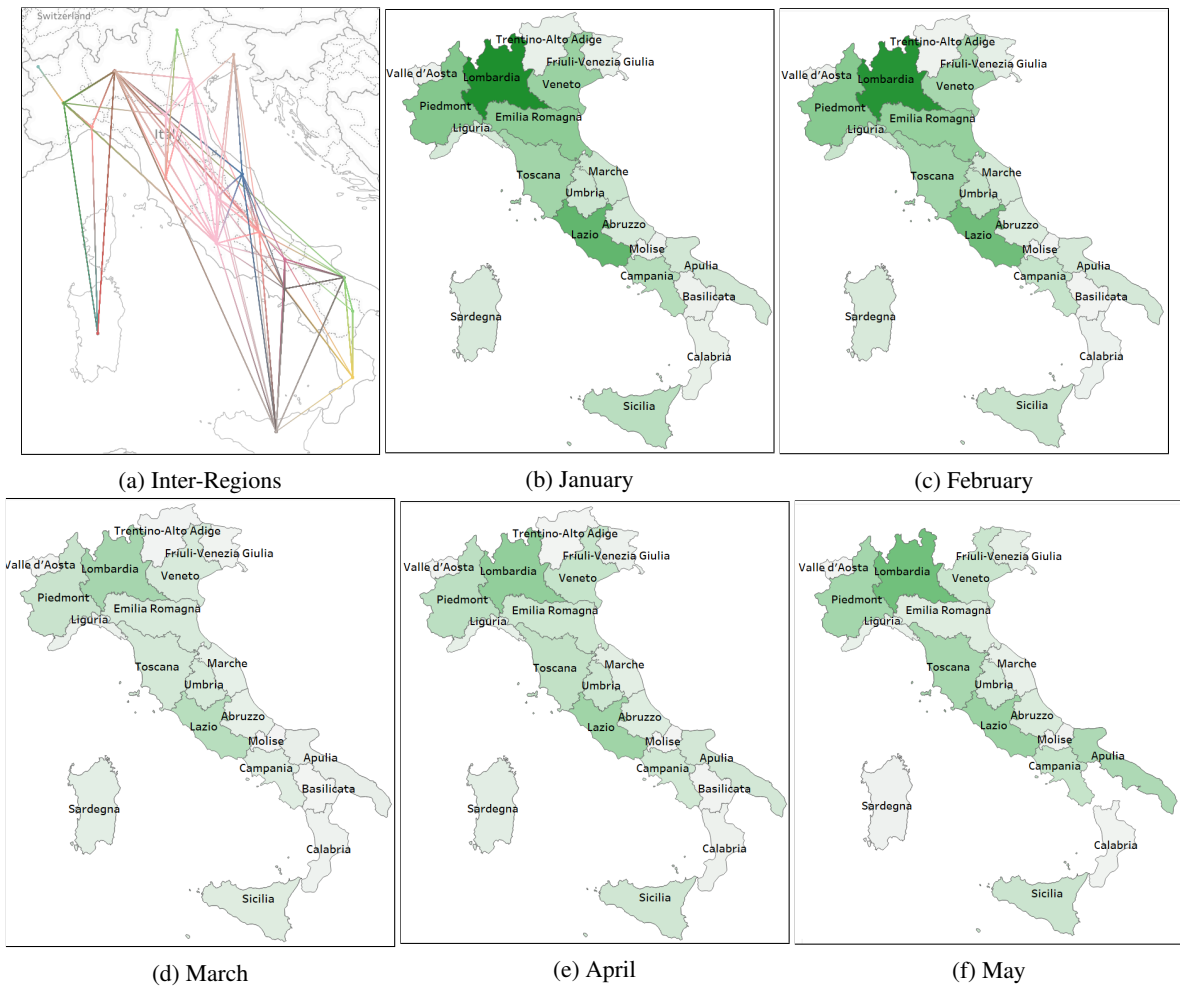 Switzerland
Italy
(a) Inter-Regions
Trentino-Alto Adige
Friuli-Venezia Giulia
Valle d'Aosta
Lombardia
Veneto
Piedmont
Emilia Romagna
Liguria
Toscana
Marche
Umbria
Abruzzo
Lazio
Molise
Apulia
Campania
Basilicata
Sardegna
Calabria
Sicilia
(b) January
Trentino-Alto Adige
Friuli-Venezia Giulia
Valle d'Aosta
Lombardia
Veneto
Piedmont
Emilia Romagna
Liguria
Toscana
Marche
Umbria
Abruzzo
Lazio
Molise
Apulia
Campania
Basilicata
Sardegna
Calabria
Sicilia
(c) February
Trentino-Alto Adige
Friuli-Venezia Giulia
Valle d'Aosta
Lombardia
Veneto
Piedmont
Emilia Romagna
Liguria
Toscana
Marche
Umbria
Abruzzo
Lazio
Molise
Apulia
Campania
Basilicata
Sardegna
Calabria
Sicilia
(d) March
Trentino-Alto Adige
Friuli-Venezia Giulia
Valle d'Aosta
Lombardia
Veneto
Piedmont
Emilia Romagna
Liguria
Toscana
Marche
Umbria
Abruzzo
Lazio
Molise
Apulia
Campania
Basilicata
Sardegna
Calabria
Sicilia
(e) April
Friuli-Venezia Giulia
Valle d'Aosta
Lombardia
Veneto
Piedmont
Emilia Romagna
Liguria
Toscana
Marche
Umbria
Abruzzo
Lazio
Molise
Apulia
Campania
Sardegna
Calabria
Sicilia
(f) May